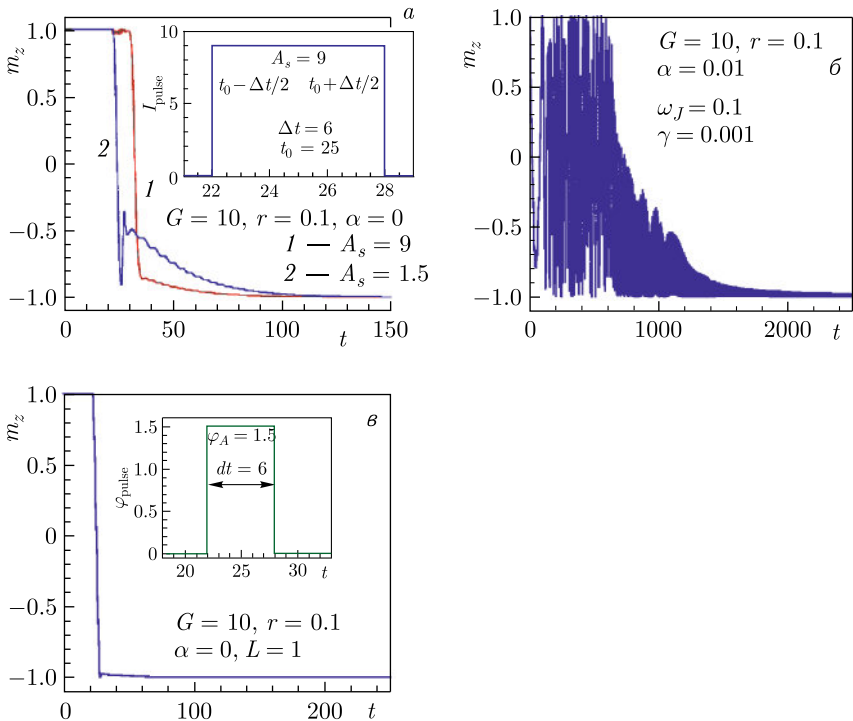 а
m_z
1.0
0.5
0
−0.5
−1.0
0
50
100
t
150
2
1
I_pulse
10
5
0
A_s = 9
t_0 − Δt/2
t_0 + Δt/2
Δt = 6
t_0 = 25
22
24
26
28
G = 10, r = 0.1, α = 0
1 — A_s = 9
2 — A_s = 1.5
б
m_z
1.0
0.5
0
−0.5
−1.0
0
1000
2000
t
G = 10, r = 0.1
α = 0.01
ω_J = 0.1
γ = 0.001
в
m_z
1.0
0.5
0
−0.5
−1.0
0
100
200
t
φ_pulse
1.5
1.0
0.5
0
φ_A = 1.5
dt = 6
20
25
30
t
G = 10, r = 0.1
α = 0, L = 1